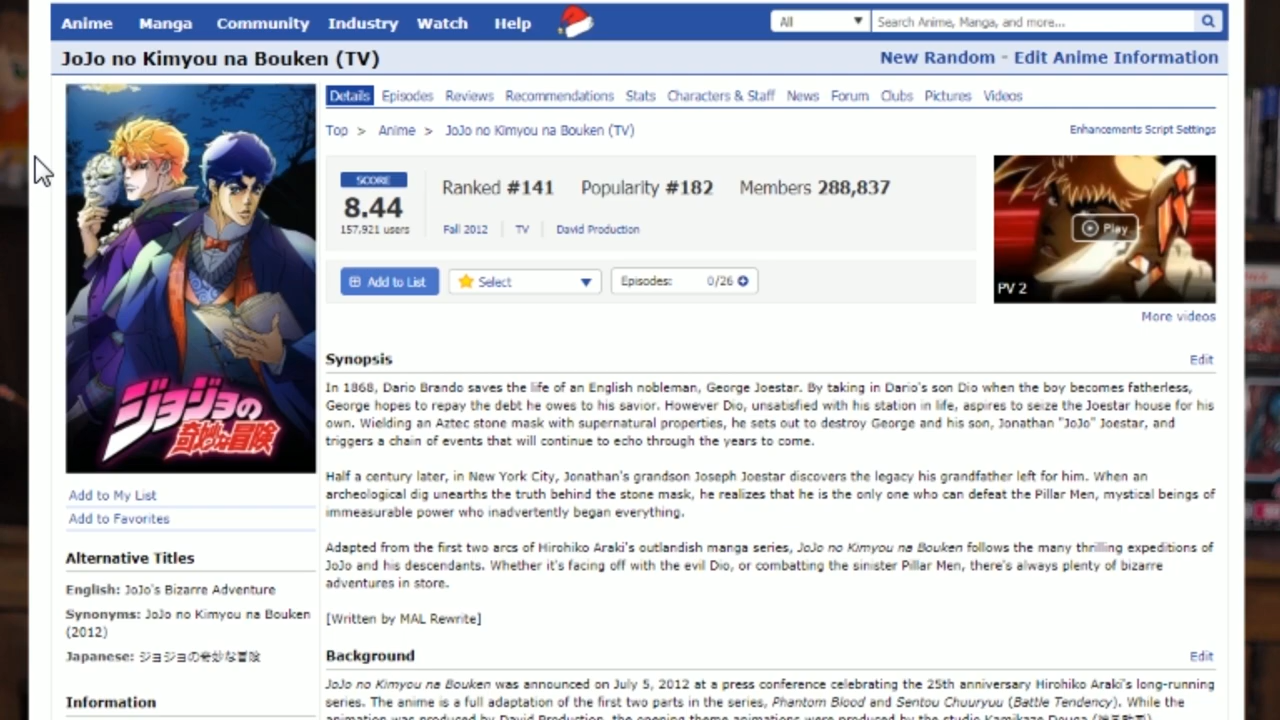 Anime Manga Community Industry Watch Help
All Search Anime, Manga, and more...
JoJo no Kimyou na Bouken (TV)
New Random - Edit Anime Information
Details Episodes Reviews Recommendations Stats Characters & Staff News Forum Clubs Pictures Videos
Top > Anime > JoJo no Kimyou na Bouken (TV)
Enhancements Script Settings
SCORE
8.44
157,921 users
Ranked #141 Popularity #182 Members 288,837
Fall 2012 TV David Production
Add to List Select Episodes: 0/26
Play
PV 2
More videos
ジョジョの
奇妙な冒険
Synopsis Edit
In 1868, Dario Brando saves the life of an English nobleman, George Joestar. By taking in Dario's son Dio when the boy becomes fatherless,
George hopes to repay the debt he owes to his savior. However Dio, unsatisfied with his station in life, aspires to seize the Joestar house for his
own. Wielding an Aztec stone mask with supernatural properties, he sets out to destroy George and his son, Jonathan "JoJo" Joestar, and
triggers a chain of events that will continue to echo through the years to come.
Half a century later, in New York City, Jonathan's grandson Joseph Joestar discovers the legacy his grandfather left for him. When an
archeological dig unearths the truth behind the stone mask, he realizes that he is the only one who can defeat the Pillar Men, mystical beings of
immeasurable power who inadvertently began everything.
Adapted from the first two arcs of Hirohiko Araki's outlandish manga series, JoJo no Kimyou na Bouken follows the many thrilling expeditions of
JoJo and his descendants. Whether it's facing off with the evil Dio, or combatting the sinister Pillar Men, there's always plenty of bizarre
adventures in store.
[Written by MAL Rewrite]
Background Edit
JoJo no Kimyou na Bouken was announced on July 5, 2012 at a press conference celebrating the 25th anniversary Hirohiko Araki's long-running
series. The anime is a full adaptation of the first two parts in the series, Phantom Blood and Sentou Chuuryuu (Battle Tendency). While the
animation was produced by David Production, the opening theme animations were produced by the studio Kamikaze Douga
Add to My List
Add to Favorites
Alternative Titles
English: JoJo's Bizarre Adventure
Synonyms: JoJo no Kimyou na Bouken
(2012)
Japanese: ジョジョの奇妙な冒険
Information